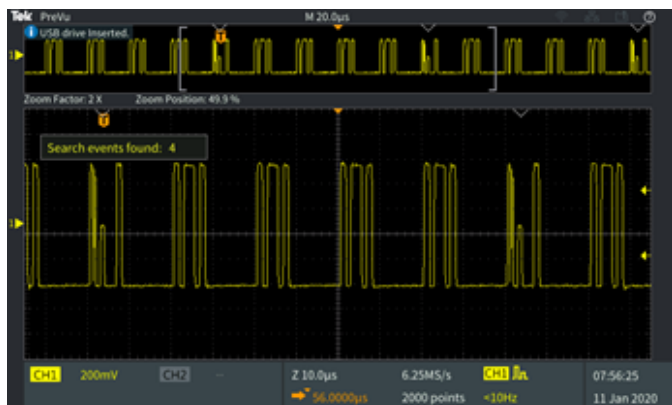 Tek PreVu M 20.0µs
USB drive Inserted.
Zoom Factor: 2 X Zoom Position: 49.9 %
Search events found: 4
CH1 200mV CH2 -- Z 10.0µs 6.25MS/s CH1 07:56:25
56.0000µs 2000 points <10Hz 11 Jan 2020